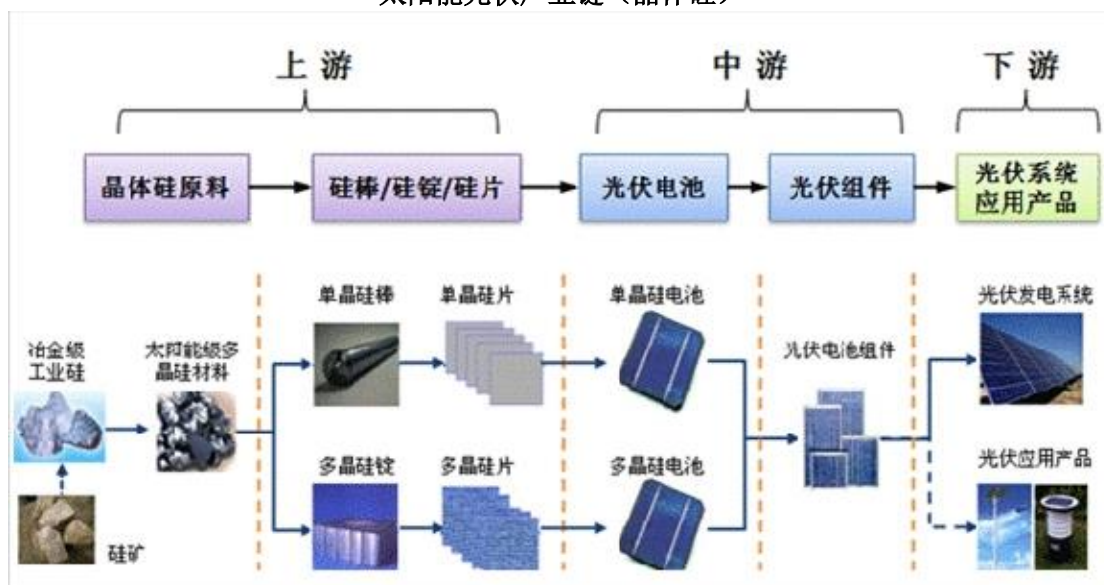 上 游
中 游
下 游
晶体硅原料
硅棒/硅锭/硅片
光伏电池
光伏组件
光伏系统
应用产品
单晶硅棒
单晶硅片
单晶硅电池
光伏发电系统
冶金级
工业硅
太阳能级多
晶硅材料
光伏电池组件
多晶硅锭
多晶硅片
多晶硅电池
光伏应用产品
硅矿